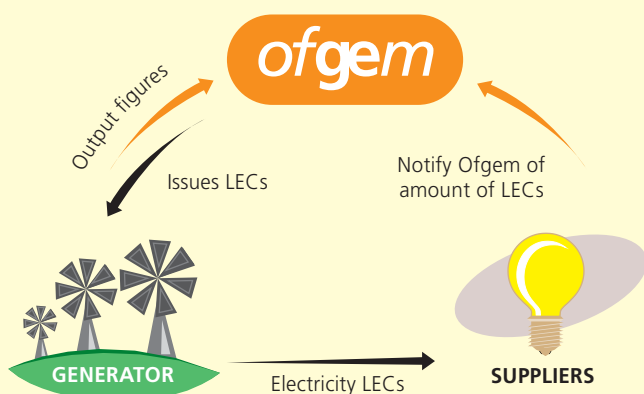 ofgem
Output figures
Issues LECs
Notify Ofgem of
amount of LECs
GENERATOR
Electricity LECs
SUPPLIERS